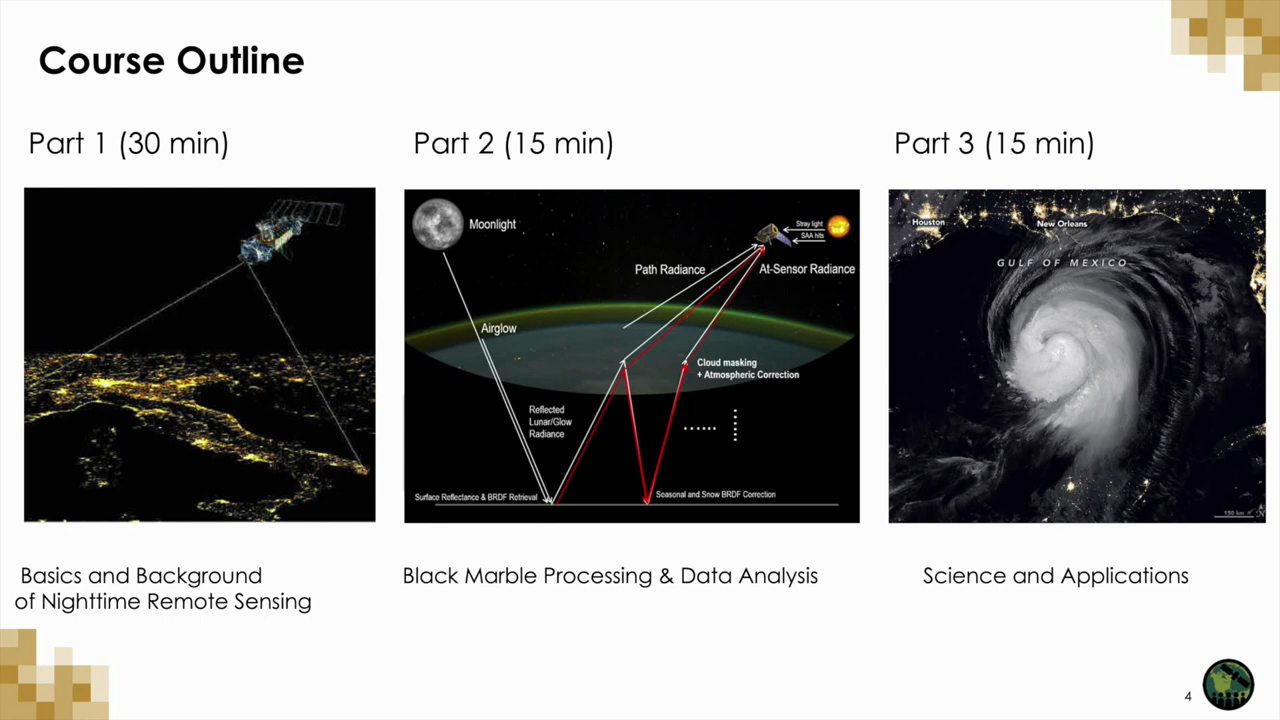 Course Outline
Part 1 (30 min)
Part 2 (15 min)
Part 3 (15 min)
Moonlight
Stray light
SAA hits
Path Radiance
At-Sensor Radiance
Airglow
Cloud masking
+ Atmospheric Correction
Reflected
Lunar/Glow
Radiance
Surface Reflectance & BRDF Retrieval
Seasonal and Snow BRDF Correction
Houston
New Orleans
GULF OF MEXICO
150 km
N
Basics and Background
of Nighttime Remote Sensing
Black Marble Processing & Data Analysis
Science and Applications
4